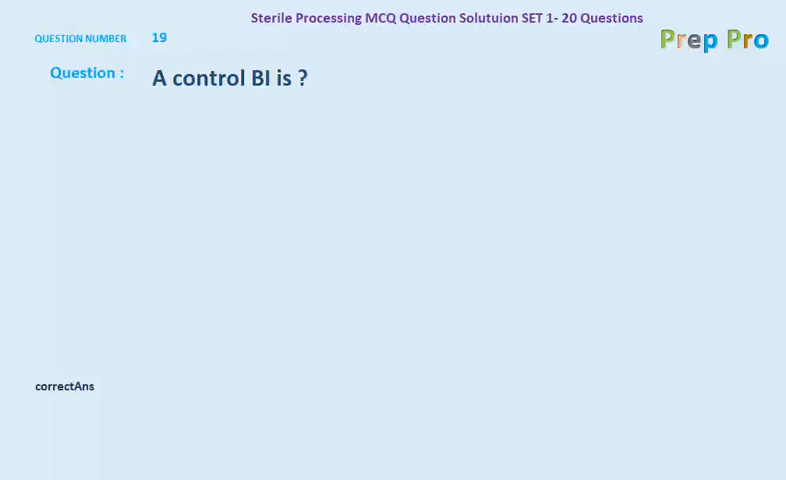 Sterile Processing MCQ Question Solutuion SET 1- 20 Questions
QUESTION NUMBER 19
Prep Pro
Question : A control BI is ?
correctAns